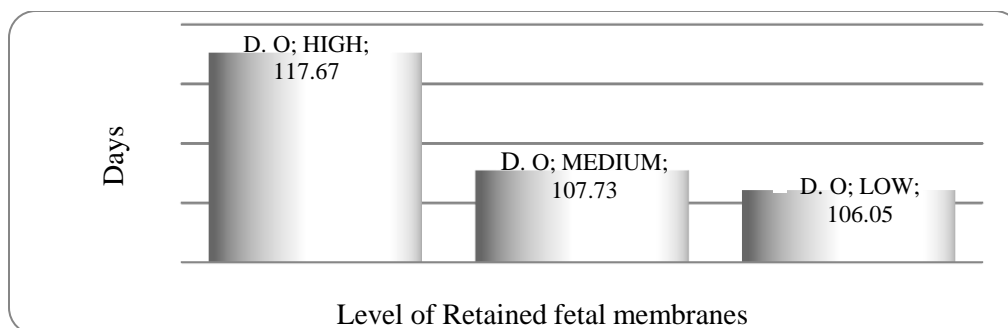 D. O; HIGH;
117.67
D. O; MEDIUM;
107.73
D. O; LOW;
106.05
Days
Level of Retained fetal membranes